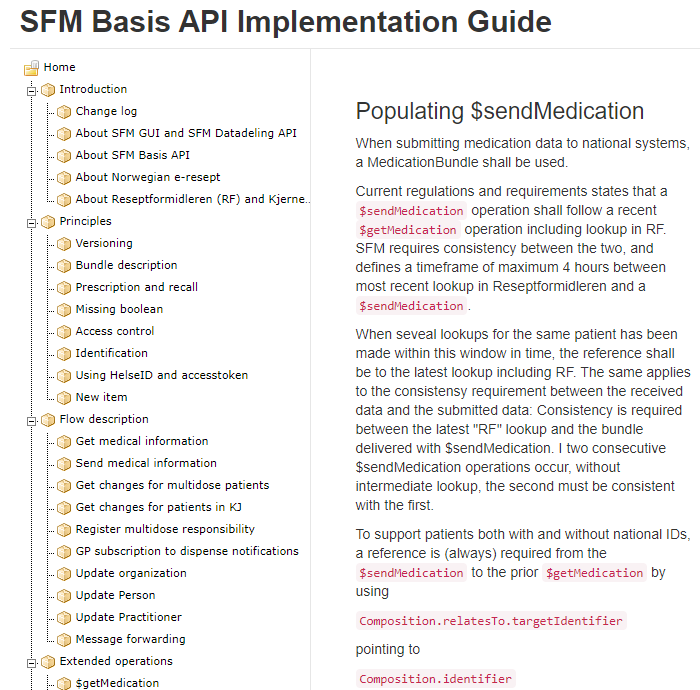 SFM Basis API Implementation Guide
Home
Introduction
Change log
About SFM GUI and SFM Datadeling API
About SFM Basis API
About Norwegian e-resept
About Reseptformidleren (RF) and Kjerne..
Principles
Versioning
Bundle description
Prescription and recall
Missing boolean
Access control
Identification
Using HelseID and accesstoken
New item
Flow description
Get medical information
Send medical information
Get changes for multidose patients
Get changes for patients in KJ
Register multidose responsibility
GP subscription to dispense notifications
Update organization
Update Person
Update Practitioner
Message forwarding
Extended operations
$getMedication
Populating $sendMedication
When submitting medication data to national systems,
a MedicationBundle shall be used.
Current regulations and requirements states that a
$sendMedication operation shall follow a recent
$getMedication operation including lookup in RF.
SFM requires consistency between the two, and
defines a timeframe of maximum 4 hours between
most recent lookup in Reseptformidleren and a
$sendMedication.
When seveal lookups for the same patient has been
made within this window in time, the reference shall
be to the latest lookup including RF. The same applies
to the consistensy requirement between the received
data and the submitted data: Consistency is required
between the latest "RF" lookup and the bundle
delivered with $sendMedication. I two consecutive
$sendMedication operations occur, without
intermediate lookup, the second must be consistent
with the first.
To support patients both with and without national IDs,
a reference is (always) required from the
$sendMedication to the prior $getMedication by
using
Composition.relatesTo.targetIdentifier
pointing to
Composition.identifier